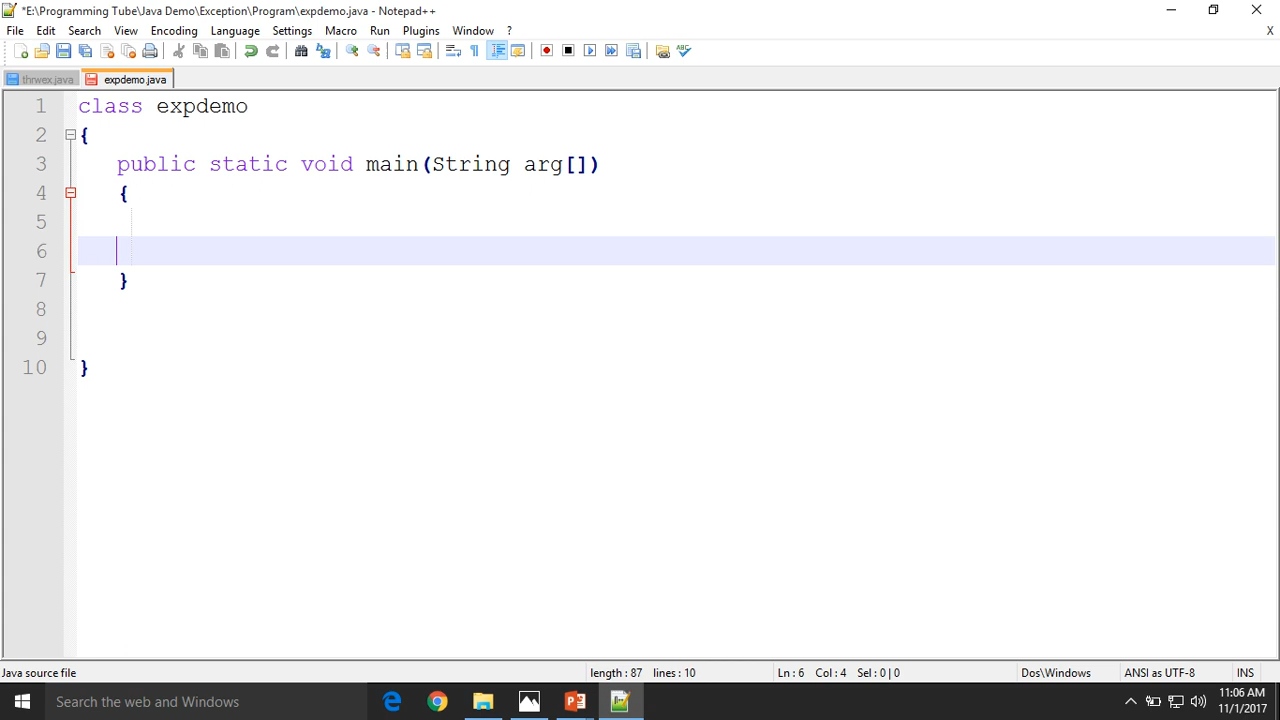 *E:\Programming Tube\Java Demo\Exception\Program\expdemo.java - Notepad++
File Edit Search View Encoding Language Settings Macro Run Plugins Window ? X
thrwex.java expdemo.java
1 class expdemo
2 {
3 public static void main(String arg[])
4 {
5
6
7 }
8
9
10 }
Java source file length : 87 lines : 10 Ln : 6 Col : 4 Sel : 0 | 0 Dos\Windows ANSI as UTF-8 INS
Search the web and Windows 11:06 AM
11/1/2017